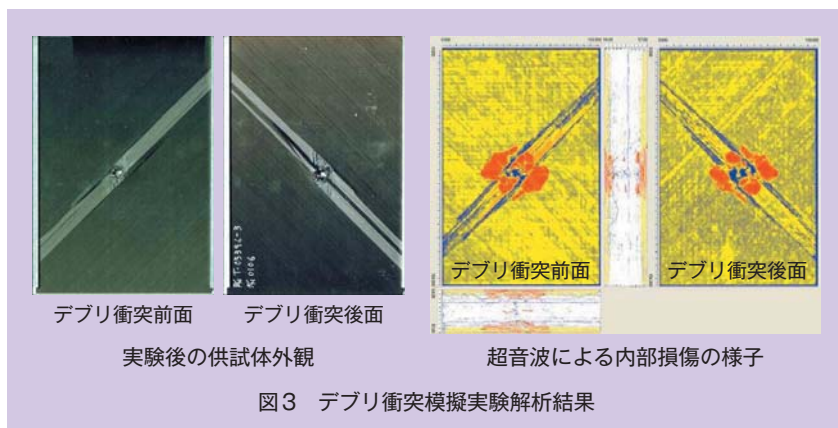 デブリ衝突前面
デブリ衝突後面
デブリ衝突前面
デブリ衝突後面
実験後の供試体外観
超音波による内部損傷の様子
図3 デブリ衝突模擬実験解析結果